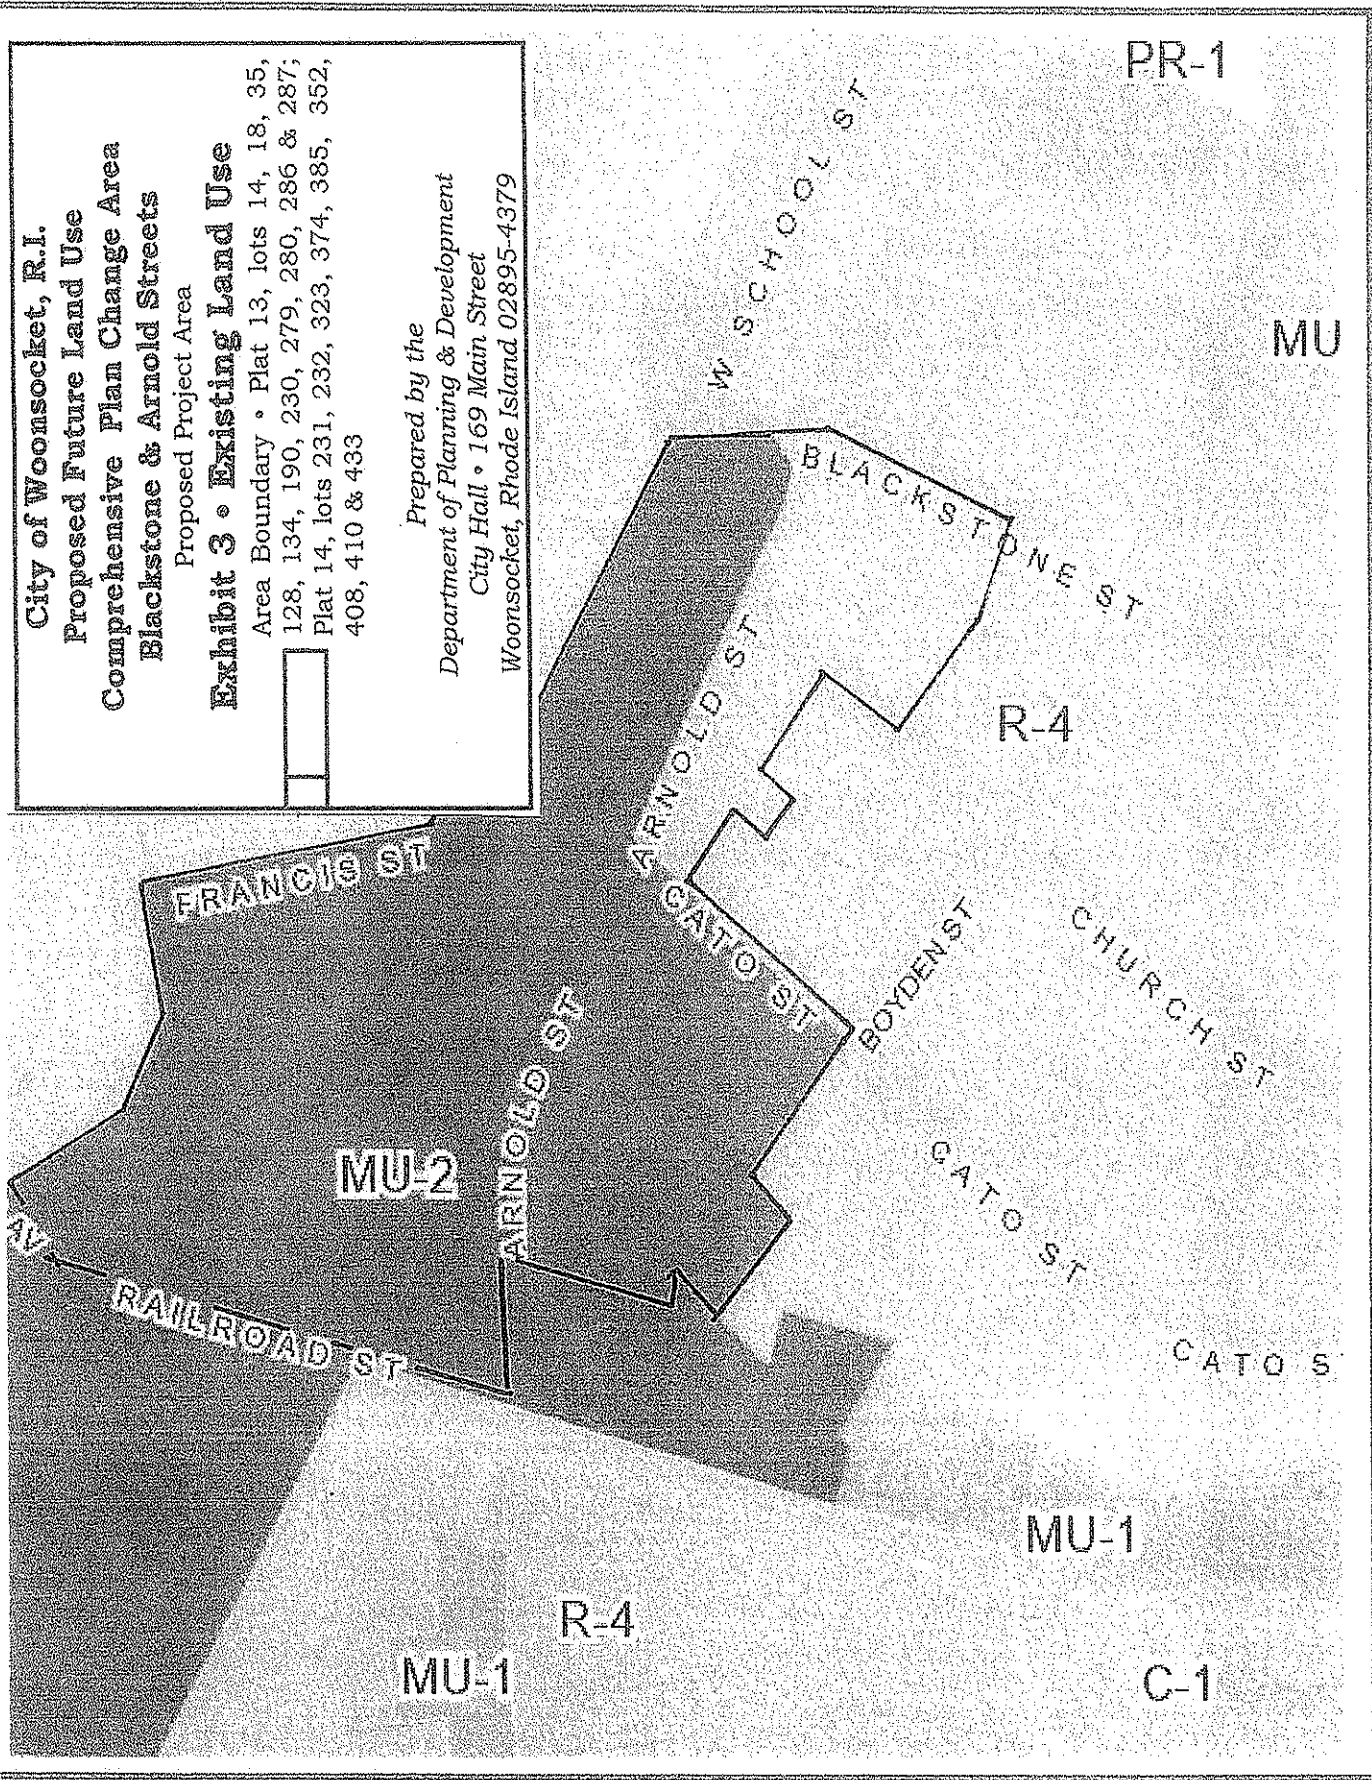 City of Woonsocket, R.I.
Proposed Future Land Use
Comprehensive Plan Change Area
Blackstone & Arnold Streets
Proposed Project Area
Exhibit 3 • Existing Land Use
Area Boundary • Plat 13, lots 14, 18, 35,
128, 134, 190, 230, 279, 280, 286 & 287;
Plat 14, lots 231, 232, 323, 374, 385, 352,
408, 410 & 433
Prepared by the
Department of Planning & Development
City Hall • 169 Main Street
Woonsocket, Rhode Island 02895-4379
PR-1
W SCHOOL ST
MU
BLACKSTONE ST
ARNOLD ST
R-4
FRANCIS ST
CATO ST
BOYDEN ST
CHURCH ST
ARNOLD ST
MU-2
CATO ST
AV
RAILROAD ST
CATO S
MU-1
R-4
MU-1
C-1